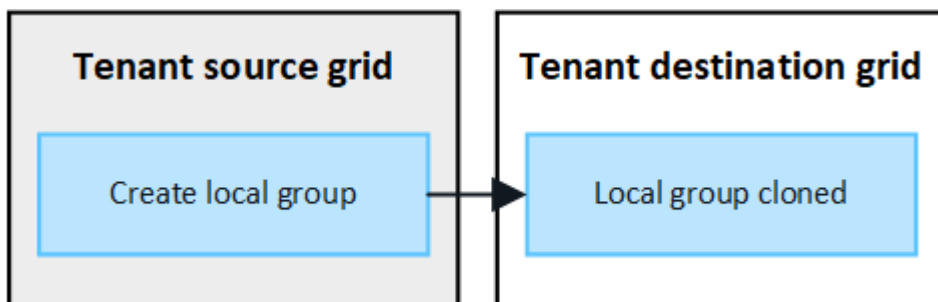 Tenant source grid
Tenant destination grid
Create local group
Local group cloned